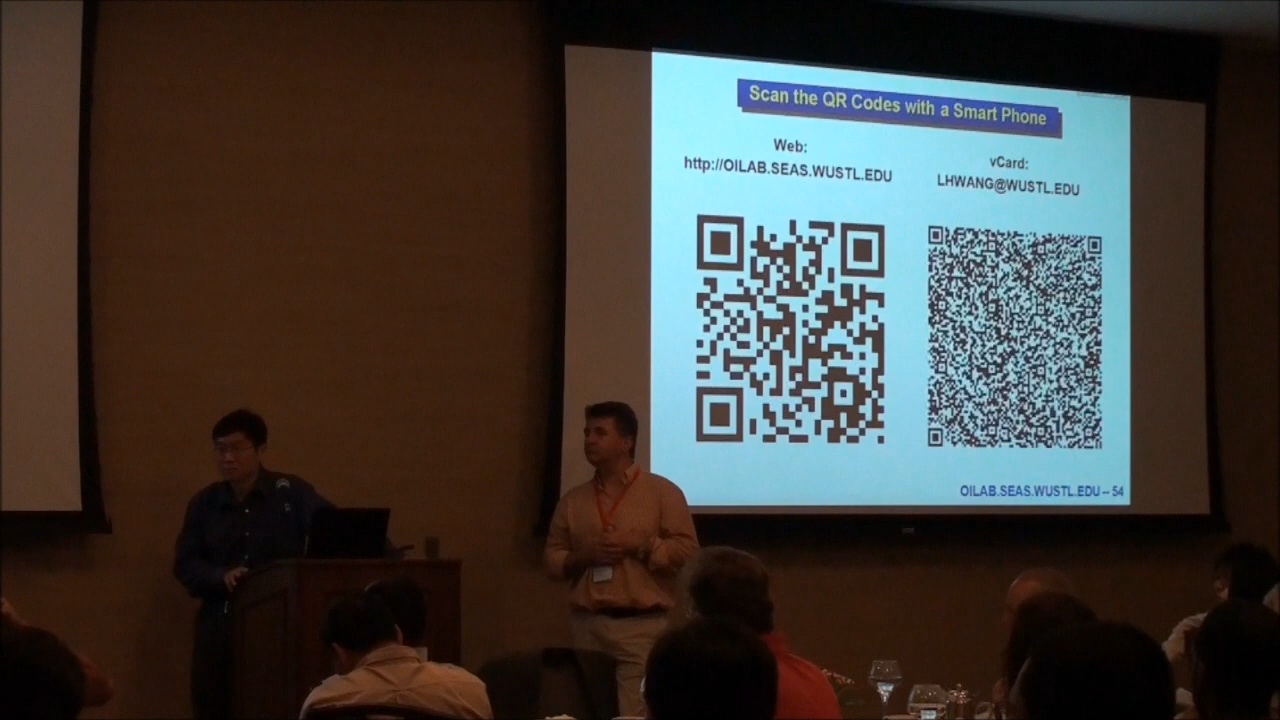 Scan the QR Codes with a Smart Phone
Web:
http://OILAB.SEAS.WUSTL.EDU
vCard:
LHWANG@WUSTL.EDU
OILAB.SEAS.WUSTL.EDU – 54